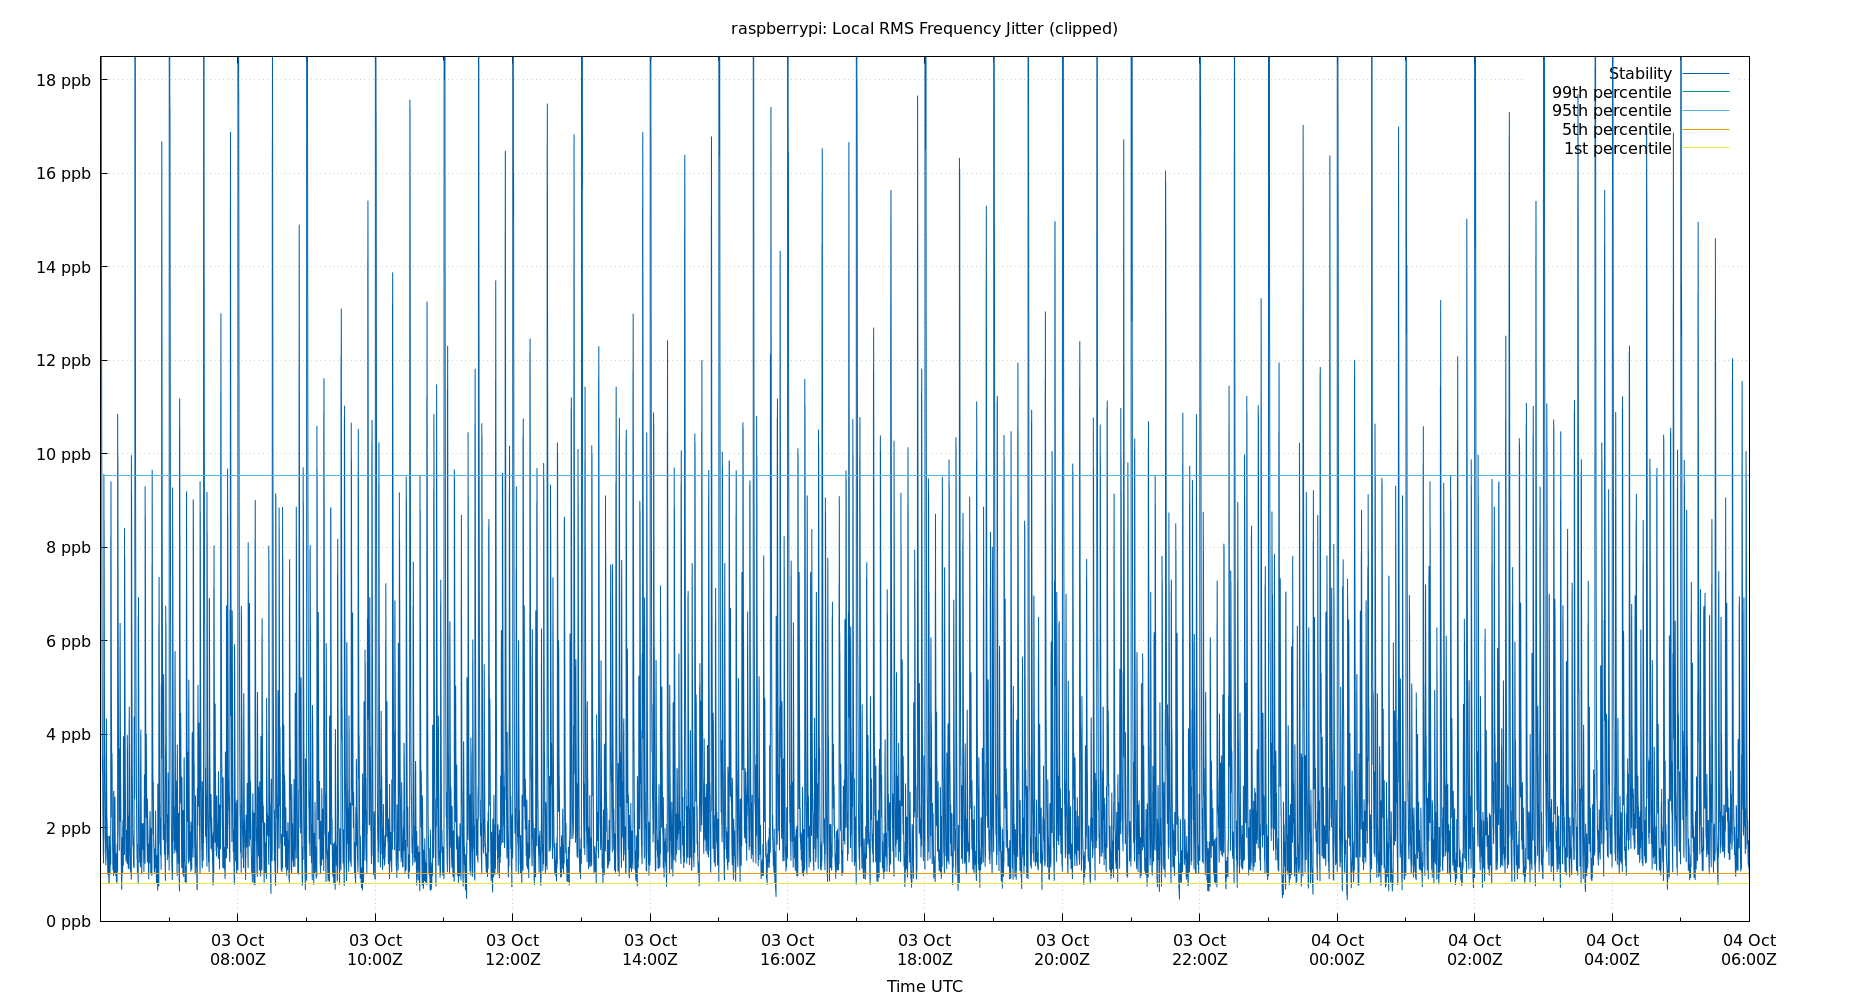 raspberrypi: Local RMS Frequency Jitter (clipped)
18 ppb
16 ppb
14 ppb
12 ppb
10 ppb
8 ppb
6 ppb
4 ppb
2 ppb
0 ppb
Stability
99th percentile
95th percentile
5th percentile
1st percentile
03 Oct 03 Oct 03 Oct 03 Oct 03 Oct 03 Oct 03 Oct 03 Oct 04 Oct 04 Oct 04 Oct 04 Oct
08:00Z 10:00Z 12:00Z 14:00Z 16:00Z 18:00Z 20:00Z 22:00Z 00:00Z 02:00Z 04:00Z 06:00Z
Time UTC